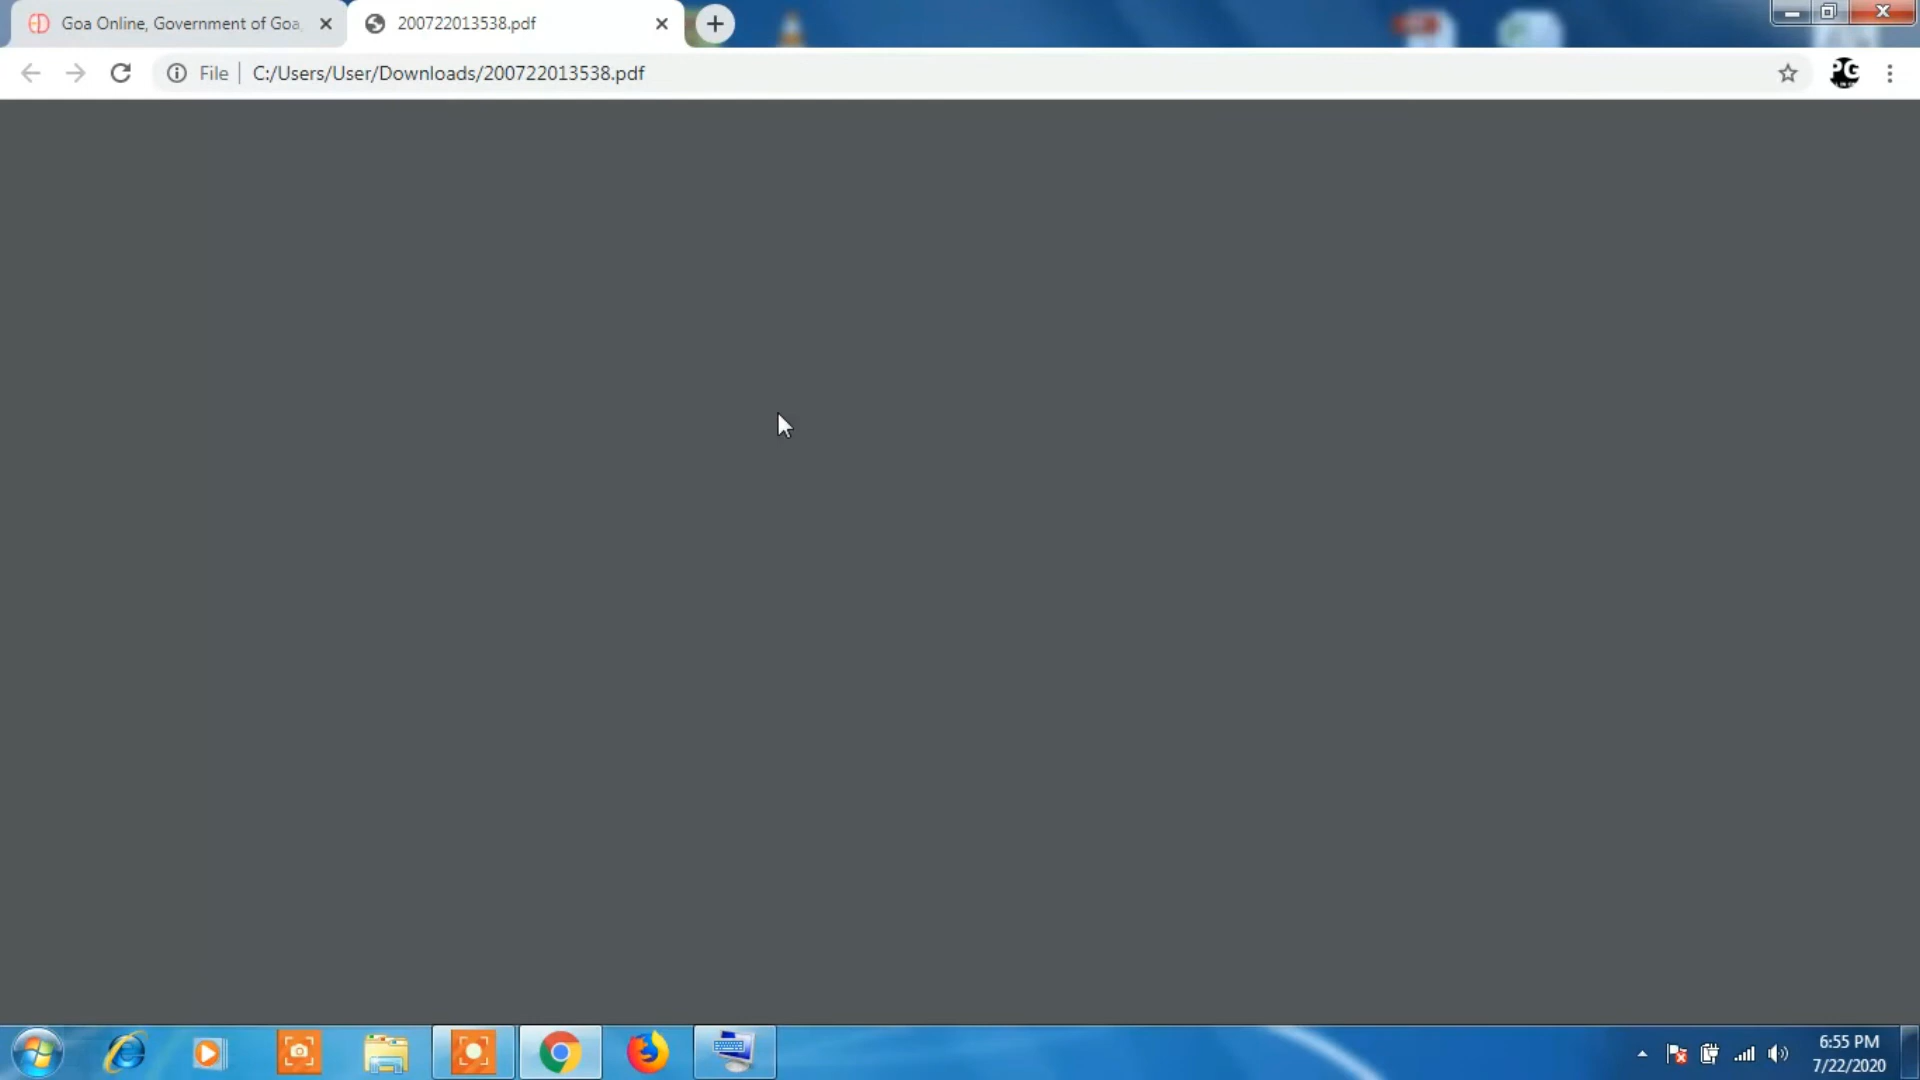 Goa Online, Government of Goa
200722013538.pdf
File
C:/Users/User/Downloads/200722013538.pdf
PG
6:55 PM
7/22/2020